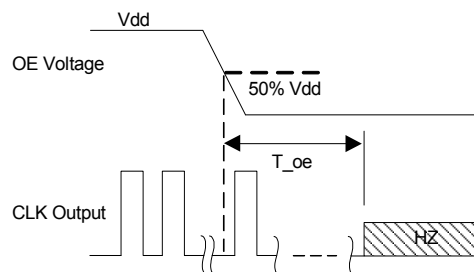 Vdd
OE Voltage
50% Vdd
T_oe
CLK Output
HZ